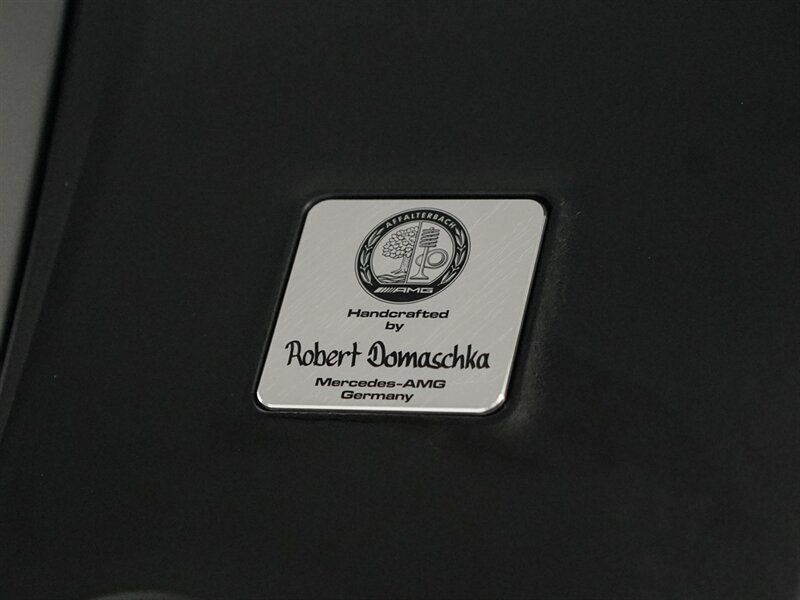 AFFALTERBACH
AMG
Handcrafted
by
Robert Domaschka
Mercedes-AMG
Germany